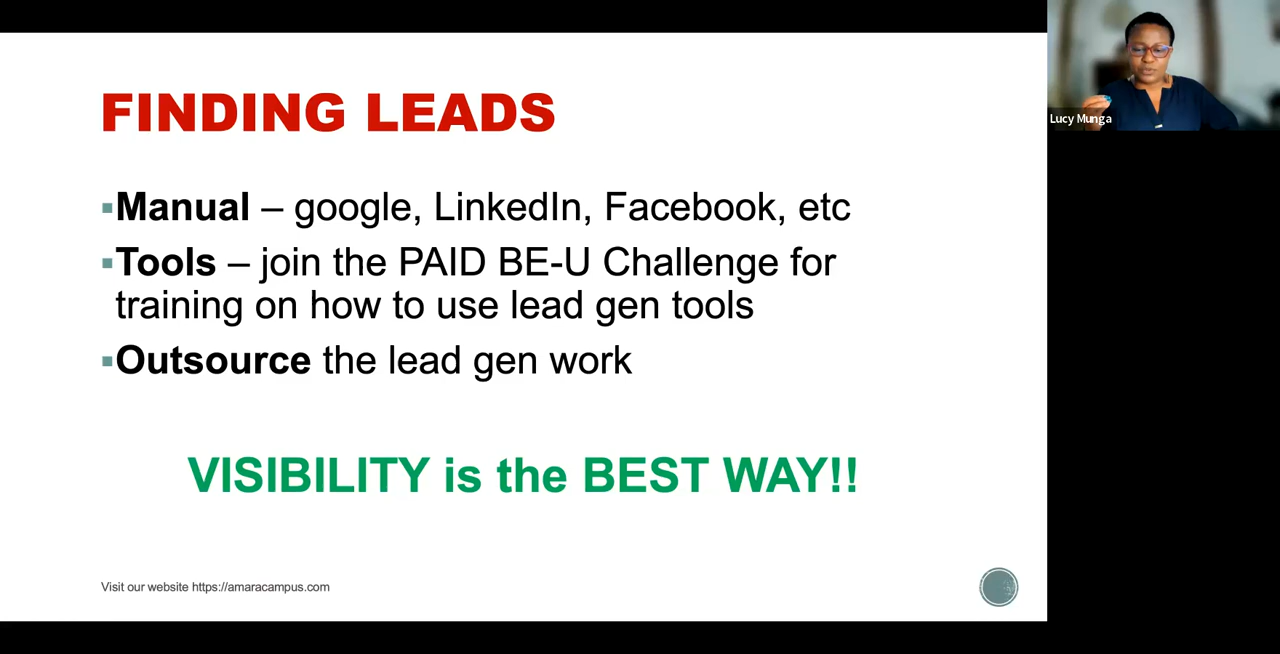 FINDING LEADS
▪Manual – google, LinkedIn, Facebook, etc
▪Tools – join the PAID BE-U Challenge for
training on how to use lead gen tools
▪Outsource the lead gen work
VISIBILITY is the BEST WAY!!
Visit our website https://amaracampus.com
Lucy Munga